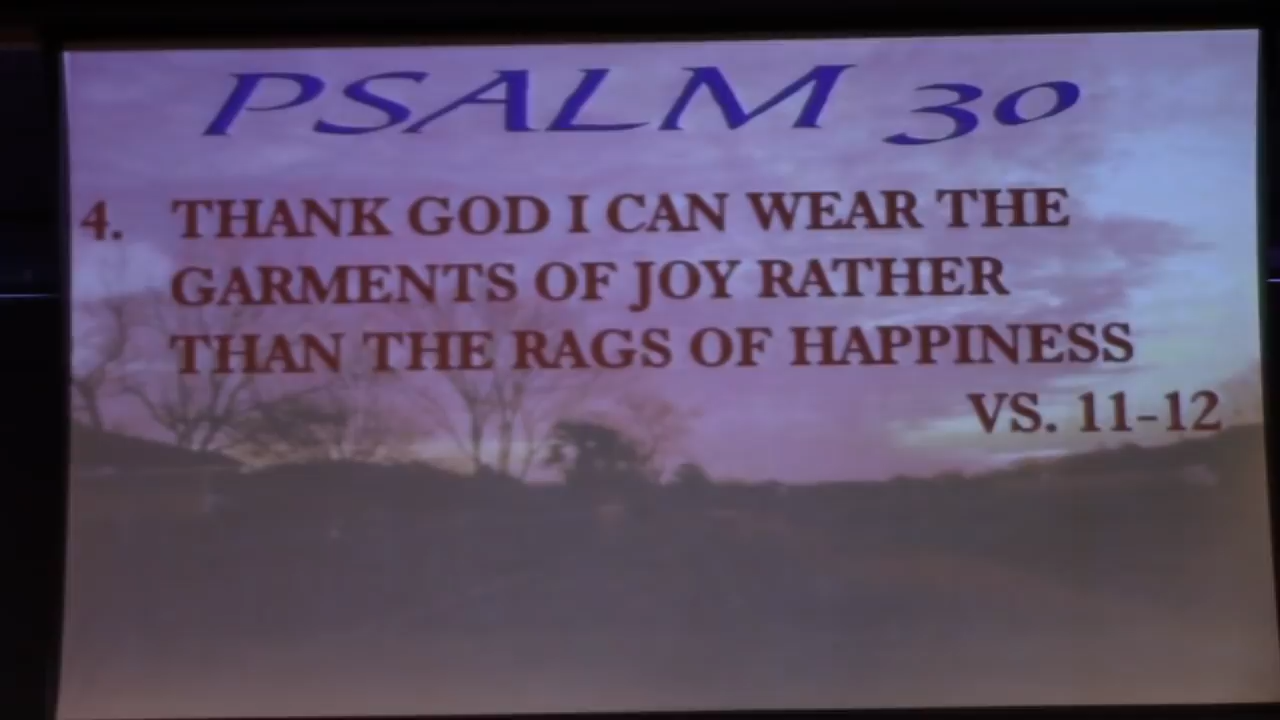 PSALM 30
4. THANK GOD I CAN WEAR THE
GARMENTS OF JOY RATHER
THAN THE RAGS OF HAPPINESS
VS. 11-12